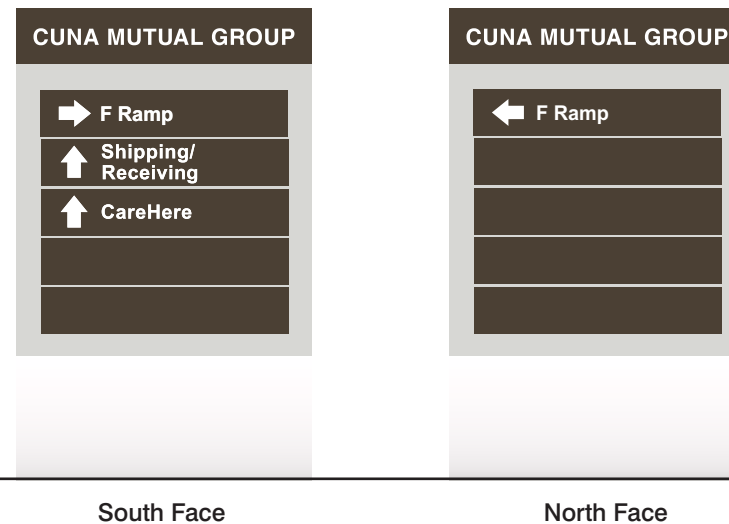 CUNA MUTUAL GROUP
F Ramp
Shipping/
Receiving
CareHere
South Face
CUNA MUTUAL GROUP
F Ramp
North Face